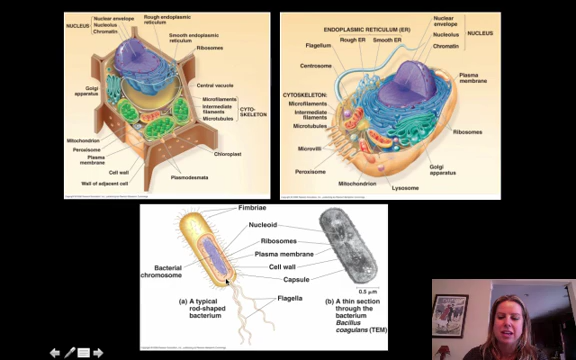 NUCLEUS
Nuclear envelope
Nucleolus
Chromatin
Rough endoplasmic
reticulum
Smooth endoplasmic
reticulum
Ribosomes
Central vacuole
Microfilaments
Intermediate
filaments
Microtubules
CYTO-
SKELETON
Golgi
apparatus
Mitochondrion
Peroxisome
Plasma
membrane
Cell wall
Wall of adjacent cell
Plasmodesmata
Chloroplast
ENDOPLASMIC RETICULUM (ER)
Rough ER
Smooth ER
Flagellum
Centrosome
CYTOSKELETON:
Microfilaments
Intermediate
filaments
Microtubules
Microvilli
Peroxisome
Mitochondrion
Lysosome
Golgi
apparatus
Ribosomes
Plasma
membrane
Nuclear
envelope
Nucleolus
Chromatin
NUCLEUS
Fimbriae
Nucleoid
Ribosomes
Plasma membrane
Cell wall
Capsule
Flagella
Bacterial
chromosome
(a) A typical
rod-shaped
bacterium
0.5 µm
(b) A thin section
through the
bacterium
Bacillus
coagulans (TEM)